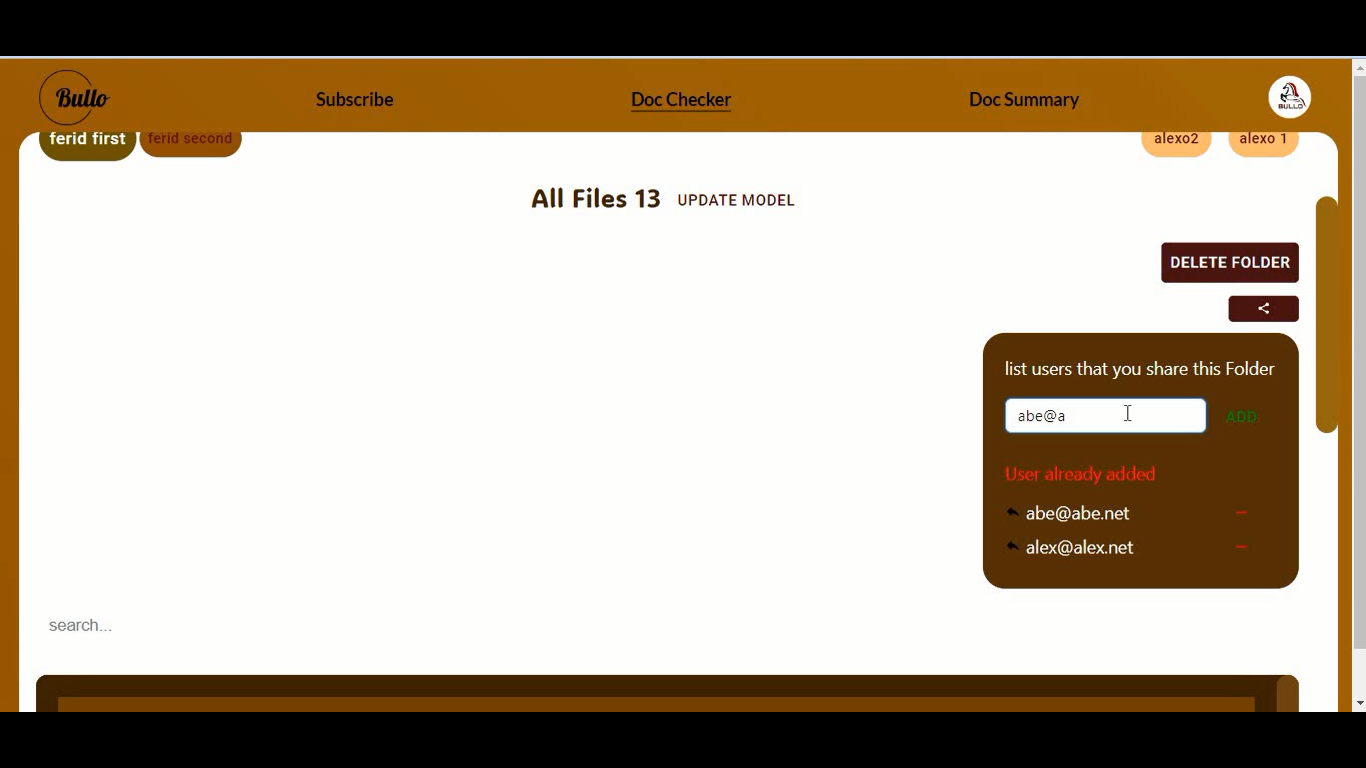 Bullo
Subscribe
Doc Checker
Doc Summary
BULLO
ferid first
ferid second
alexo2
alexo 1
All Files 13
UPDATE MODEL
DELETE FOLDER
list users that you share this Folder
abe@a
ADD
User already added
abe@abe.net
alex@alex.net
search...